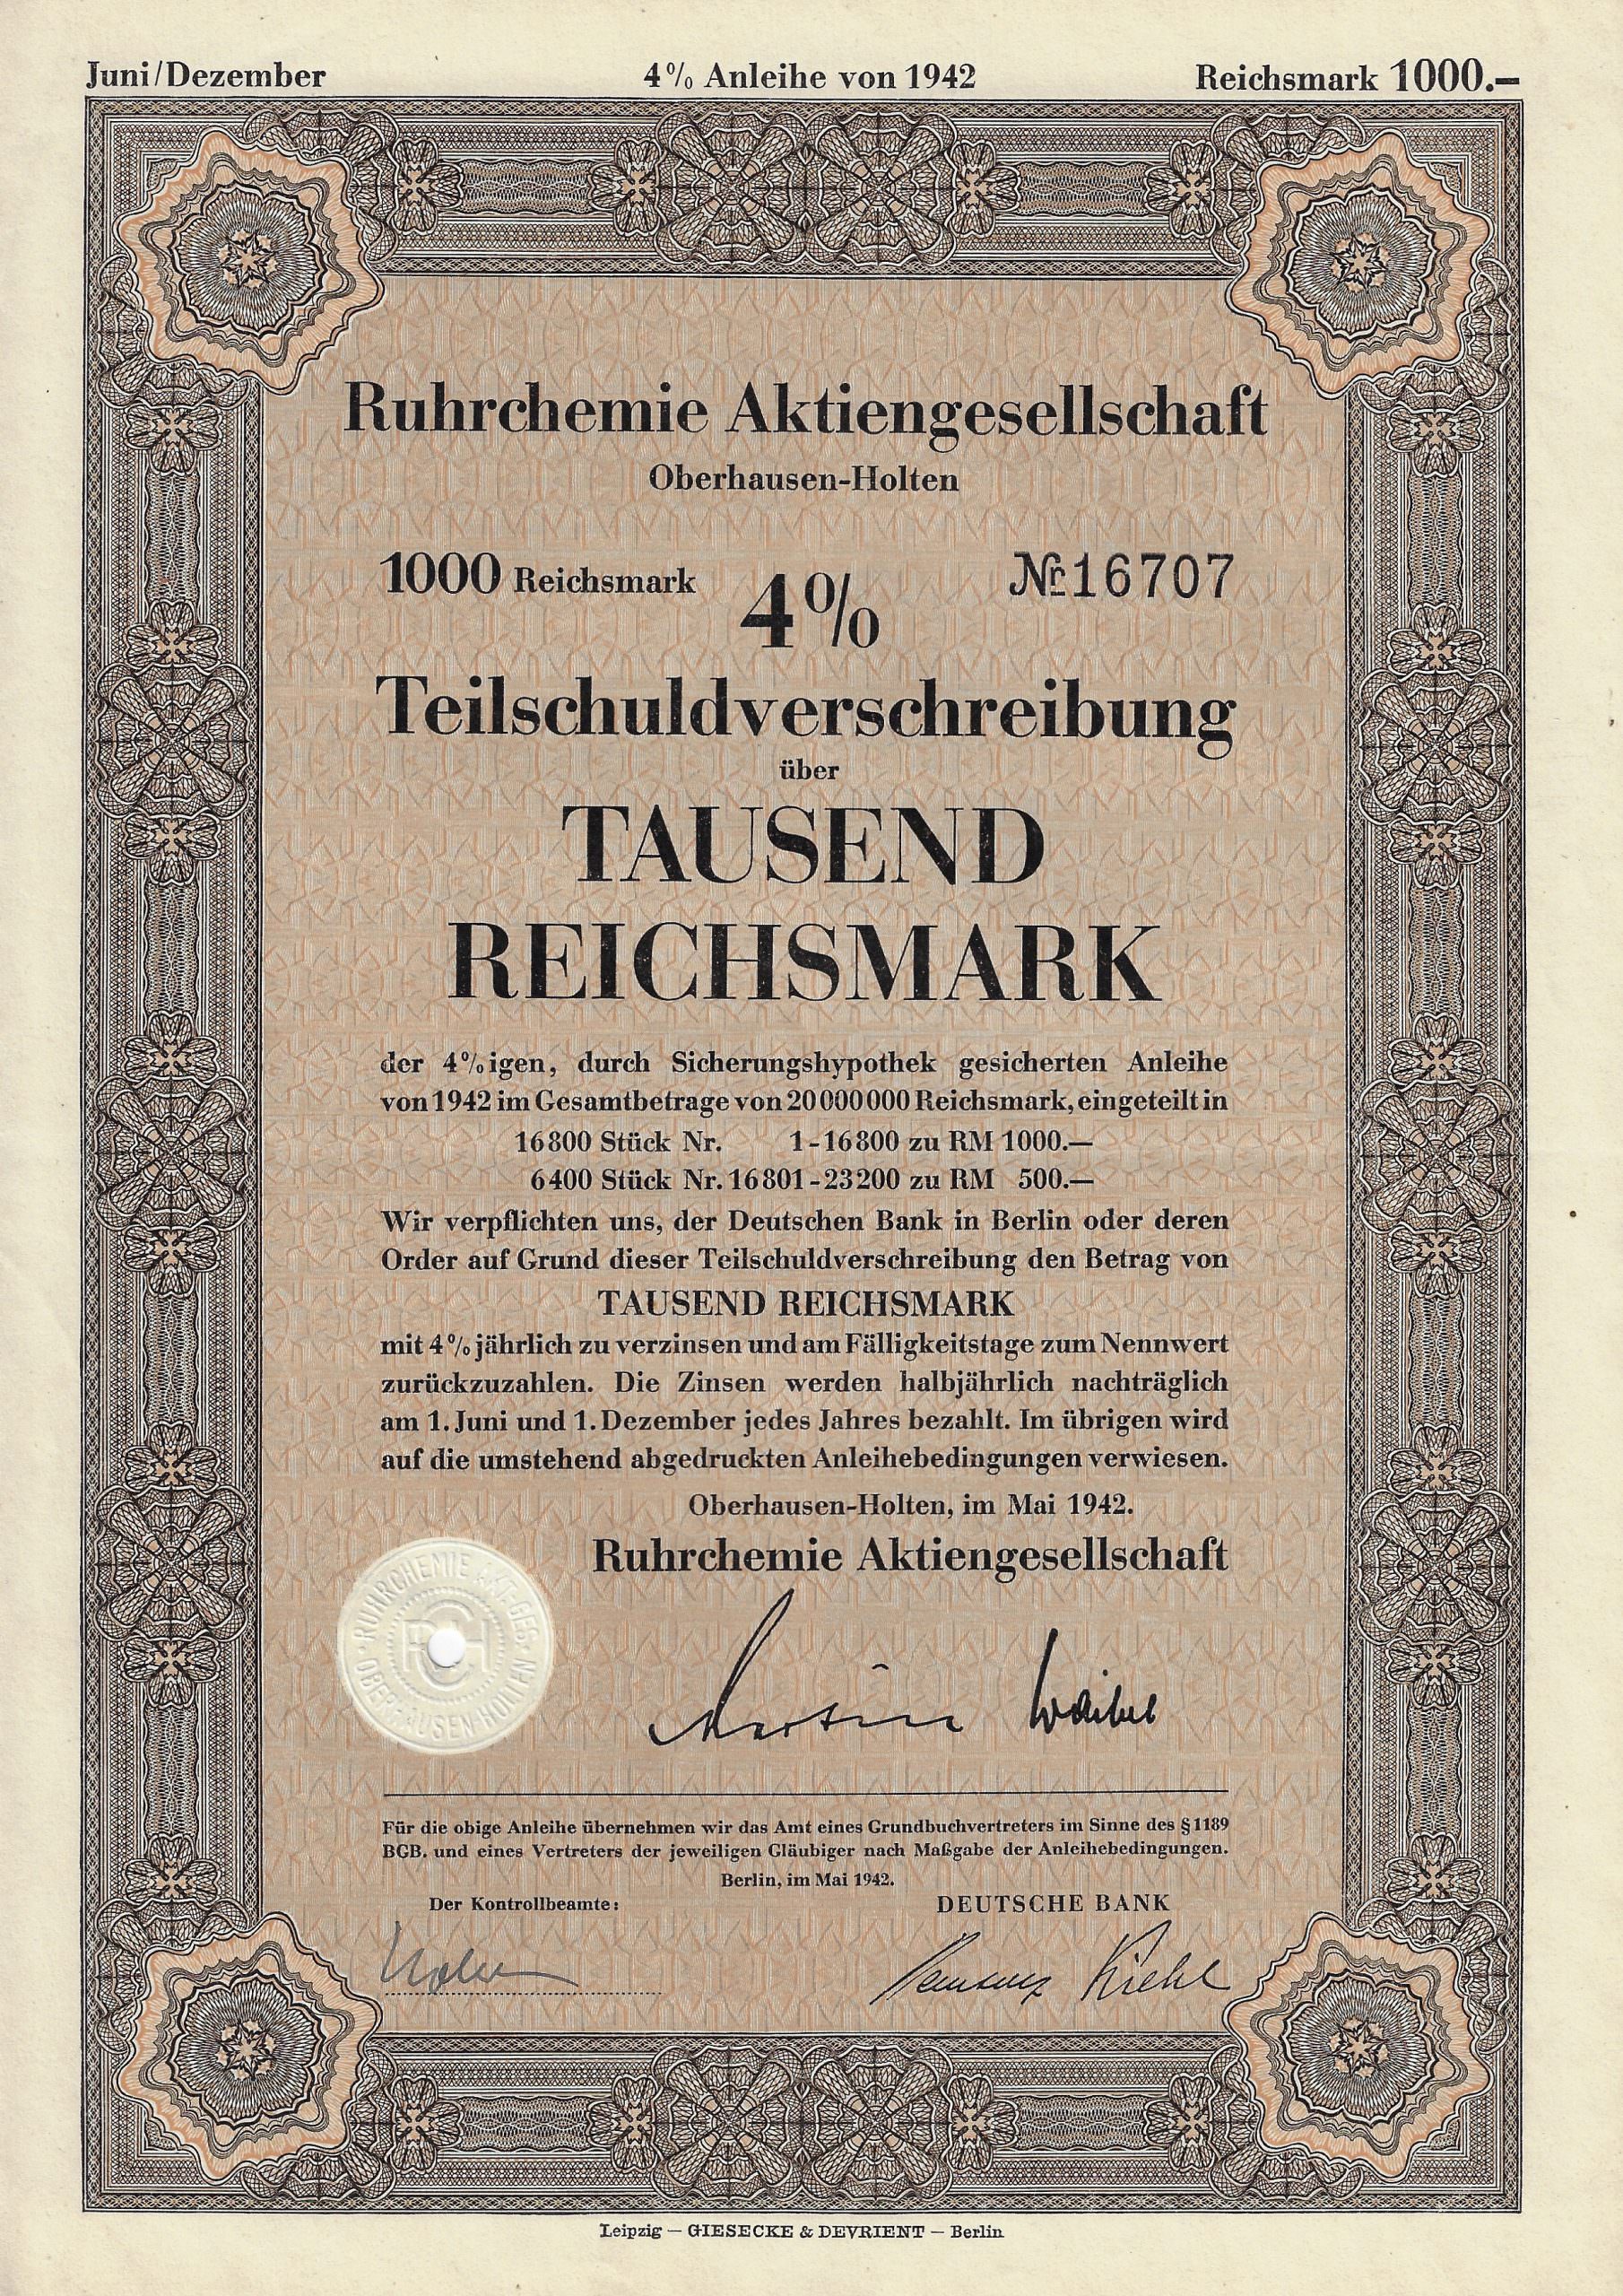 Juni/Dezember 4% Anleihe von 1942 Reichsmark 1000.–
Ruhrchemie Aktiengesellschaft
Oberhausen-Holten
1000 Reichsmark 4% Nr. 16707
Teilschuldverschreibung
über
TAUSEND
REICHSMARK
der 4%igen, durch Sicherungshypothek gesicherten Anleihe
von 1942 im Gesamtbetrage von 20 000 000 Reichsmark, eingeteilt in
16 800 Stück Nr. 1-16 800 zu RM 1000.—
6 400 Stück Nr. 16 801-23 200 zu RM 500.—
Wir verpflichten uns, der Deutschen Bank in Berlin oder deren
Order auf Grund dieser Teilschuldverschreibung den Betrag von
TAUSEND REICHSMARK
mit 4% jährlich zu verzinsen und am Fälligkeitstage zum Nennwert
zurückzuzahlen. Die Zinsen werden halbjährlich nachträglich
am 1. Juni und 1. Dezember jedes Jahres bezahlt. Im übrigen wird
auf die umstehend abgedruckten Anleihebedingungen verwiesen.
Oberhausen-Holten, im Mai 1942.
Ruhrchemie Aktiengesellschaft
RUHRCHEMIE AKT. GES.
OBERHAUSEN-HOLTEN
RCH
Martin Waibel
Für die obige Anleihe übernehmen wir das Amt eines Grundbuchvertreters im Sinne des § 1189
BGB. und eines Vertreters der jeweiligen Gläubiger nach Maßgabe der Anleihebedingungen.
Berlin, im Mai 1942.
Der Kontrollbeamte: DEUTSCHE BANK
Kiehl
Leipzig — GIESECKE & DEVRIENT — Berlin